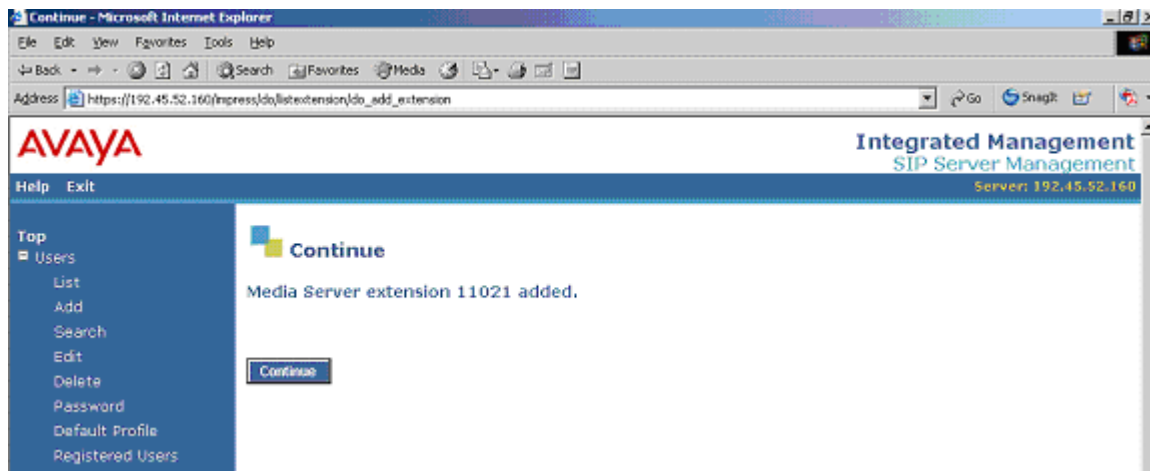 Continue - Microsoft Internet Explorer
File Edit View Favorites Tools Help
Back Search Favorites Media
Address https://192.45.52.160/impress/do/listextension/do_add_extension Go SnagIt
AVAYA
Integrated Management
SIP Server Management
Help Exit
Server: 192.45.52.160
Top
Users
List
Add
Search
Edit
Delete
Password
Default Profile
Registered Users
Continue
Media Server extension 11021 added.
Continue